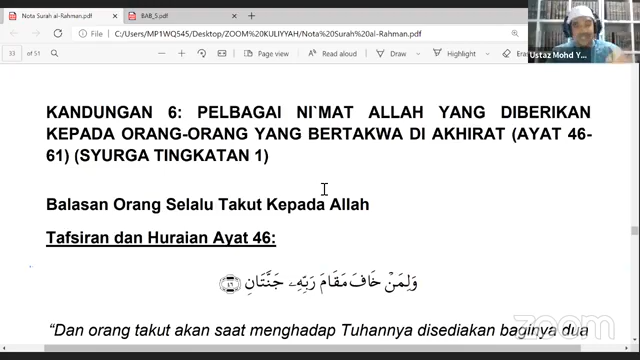 Nota Surah al-Rahman.pdf
BAB_5.pdf
File
C:/Users/MP1WQ545/Desktop/ZOOM%20KULIYYAH/Nota%20Surah%20al-Rahman.pdf
33 of 51
Page view
Read aloud
Draw
Highlight
Erase
Ustaz Mohd Y...
KANDUNGAN 6: PELBAGAI NI`MAT ALLAH YANG DIBERIKAN
KEPADA ORANG-ORANG YANG BERTAKWA DI AKHIRAT (AYAT 46-
61) (SYURGA TINGKATAN 1)
Balasan Orang Selalu Takut Kepada Allah
Tafsiran dan Huraian Ayat 46:
وَلِمَنْ خَافَ مَقَامَ رَبِّهِۦ جَنَّتَانِ ٤٦
“Dan orang takut akan saat menghadap Tuhannya disediakan baginya dua
zoom